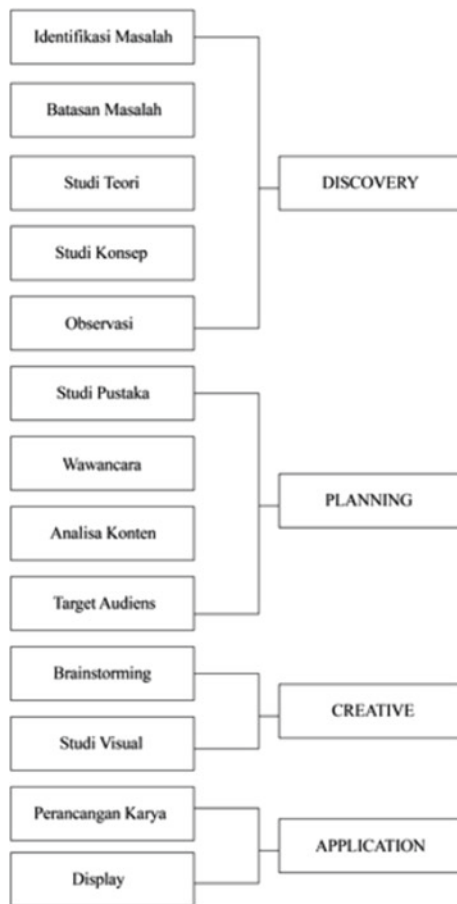 Identifikasi Masalah
Batasan Masalah
Studi Teori
DISCOVERY
Studi Konsep
Observasi
Studi Pustaka
Wawancara
PLANNING
Analisa Konten
Target Audiens
Brainstorming
CREATIVE
Studi Visual
Perancangan Karya
APPLICATION
Display